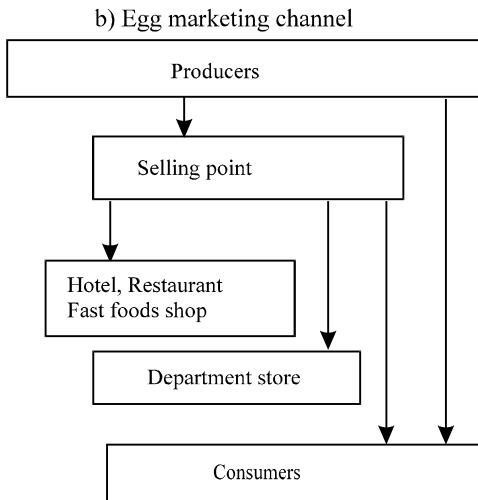 b) Egg marketing channel
Producers
Selling point
Hotel, Restaurant
Fast foods shop
Department store
Consumers